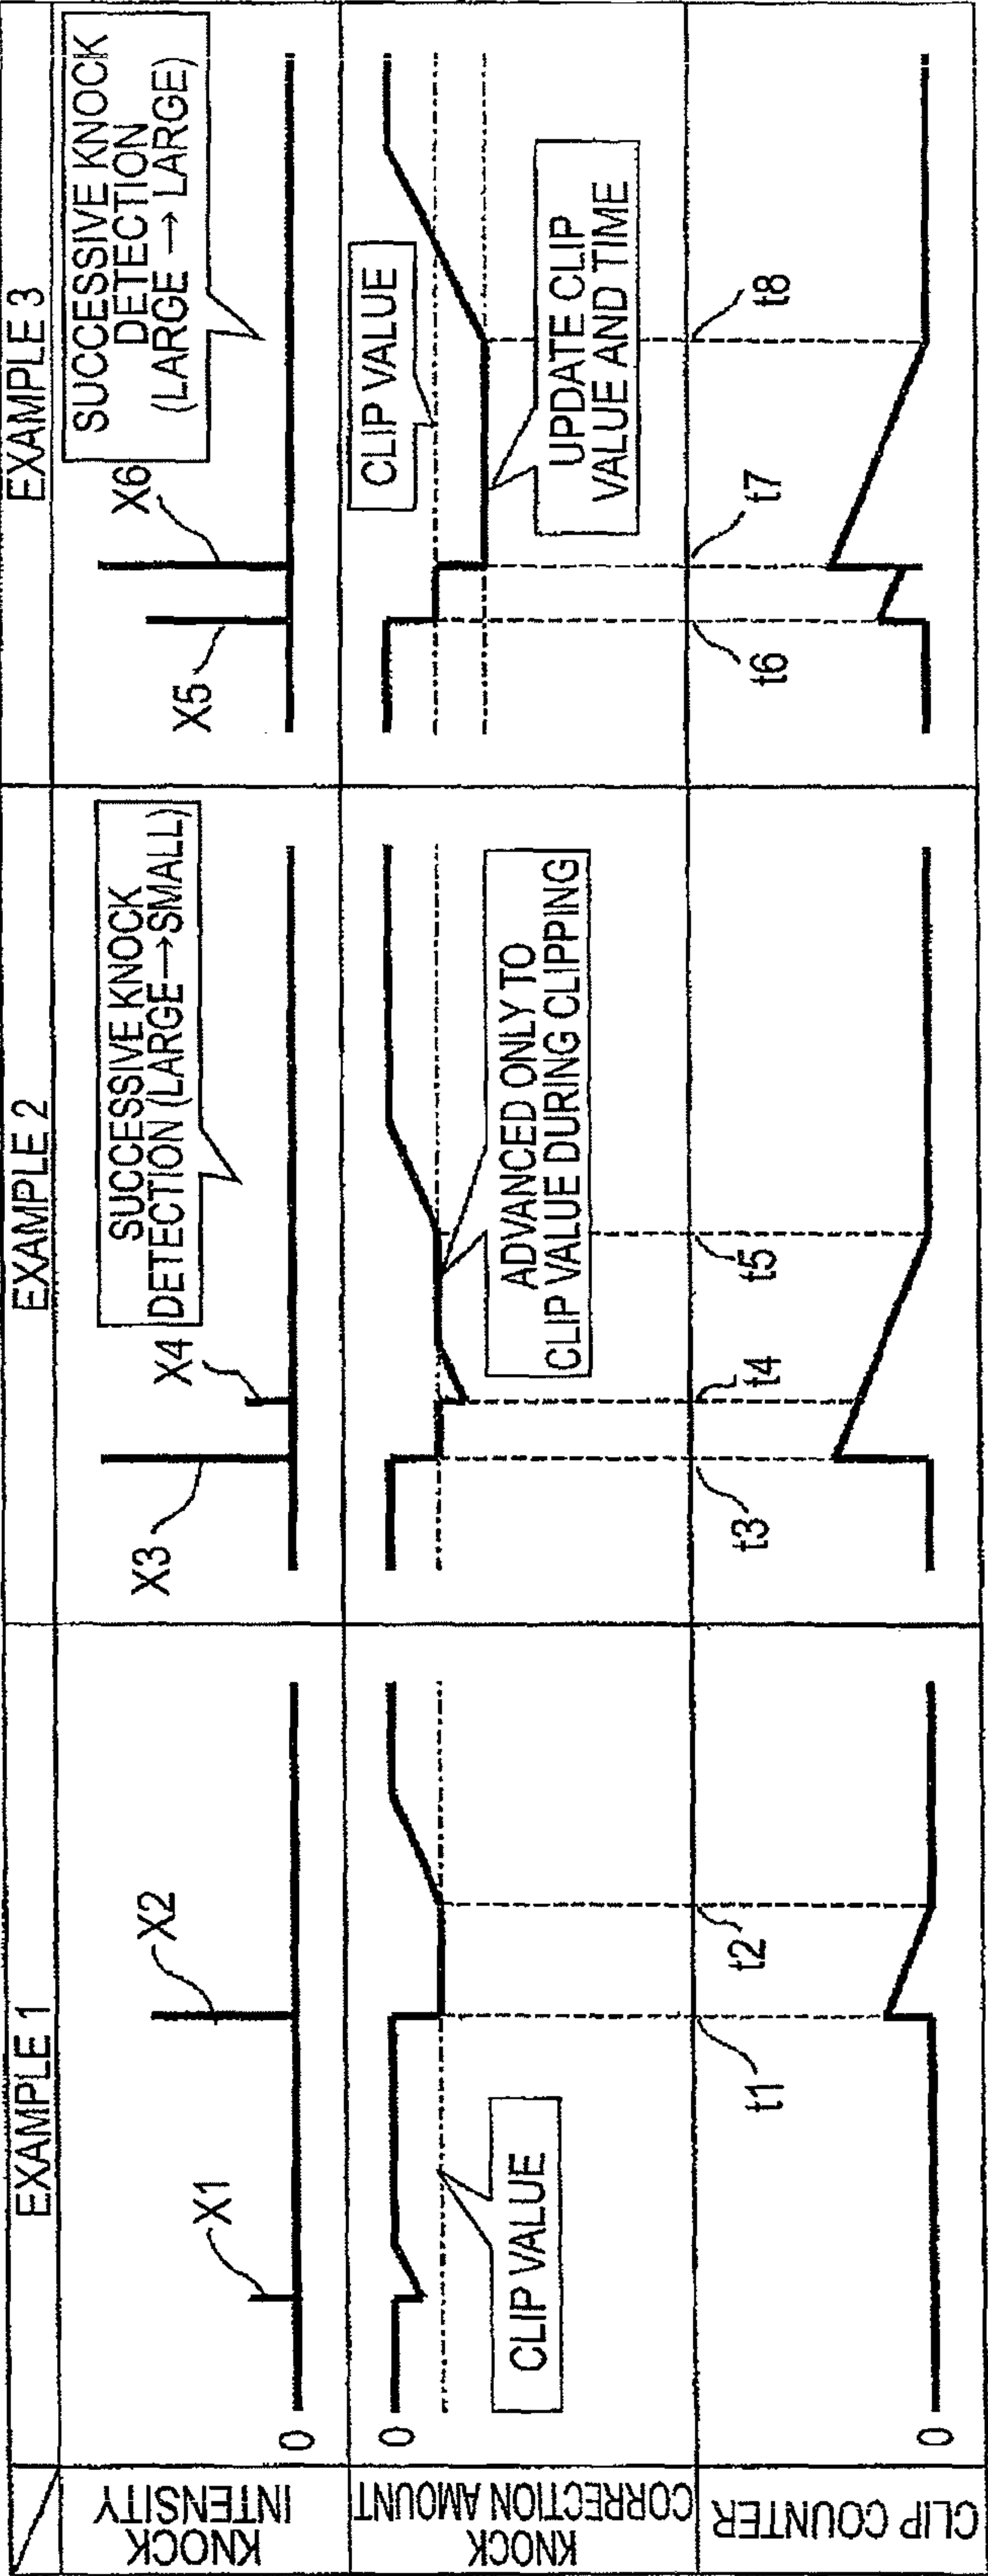 EXAMPLE 1
EXAMPLE 2
EXAMPLE 3
KNOCK
INTENSITY
0
X1
X2
X3
X4
SUCCESSIVE KNOCK
DETECTION (LARGE→SMALL)
X5
X6
SUCCESSIVE KNOCK
DETECTION
(LARGE → LARGE)
KNOCK
CORRECTION AMOUNT
0
CLIP VALUE
ADVANCED ONLY TO
CLIP VALUE DURING CLIPPING
CLIP VALUE
UPDATE CLIP
VALUE AND TIME
CLIP COUNTER
0
t1
t2
t3
t4
t5
t6
t7
t8